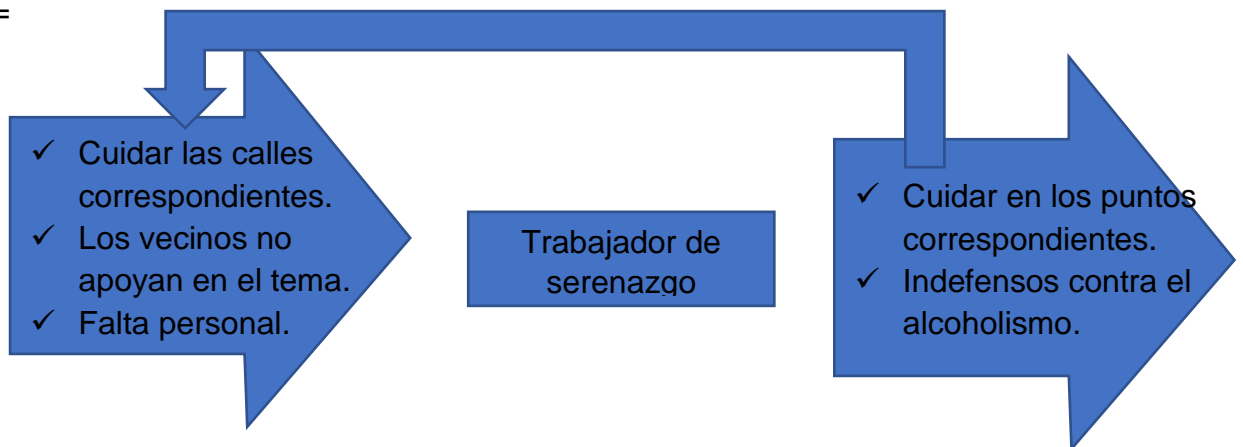 =
✓ Cuidar las calles
correspondientes.
✓ Los vecinos no
apoyan en el tema.
✓ Falta personal.
Trabajador de
serenazgo
✓ Cuidar en los puntos
correspondientes.
✓ Indefensos contra el
alcoholismo.